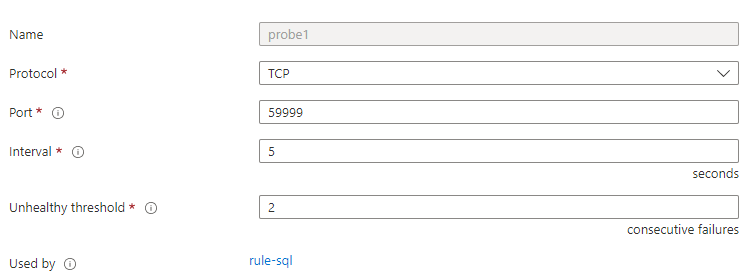 Name probe1
Protocol * TCP
Port * 59999
Interval * 5
seconds
Unhealthy threshold * 2
consecutive failures
Used by rule-sql